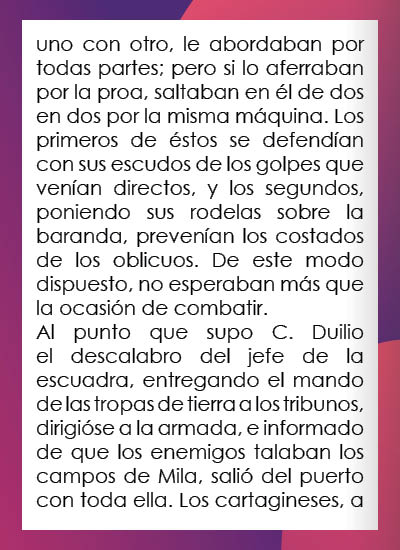 uno con otro, le abordaban por
todas partes; pero si lo aferraban
por la proa, saltaban en él de dos
en dos por la misma máquina. Los
primeros de éstos se defendían
con sus escudos de los golpes que
venían directos, y los segundos,
poniendo sus rodelas sobre la
baranda, prevenían los costados
de los oblicuos. De este modo
dispuesto, no esperaban más que
la ocasión de combatir.
Al punto que supo C. Duilio
el descalabro del jefe de la
escuadra, entregando el mando
de las tropas de tierra a los tribunos,
dirigióse a la armada, e informado
de que los enemigos talaban los
campos de Mila, salió del puerto
con toda ella. Los cartagineses, a